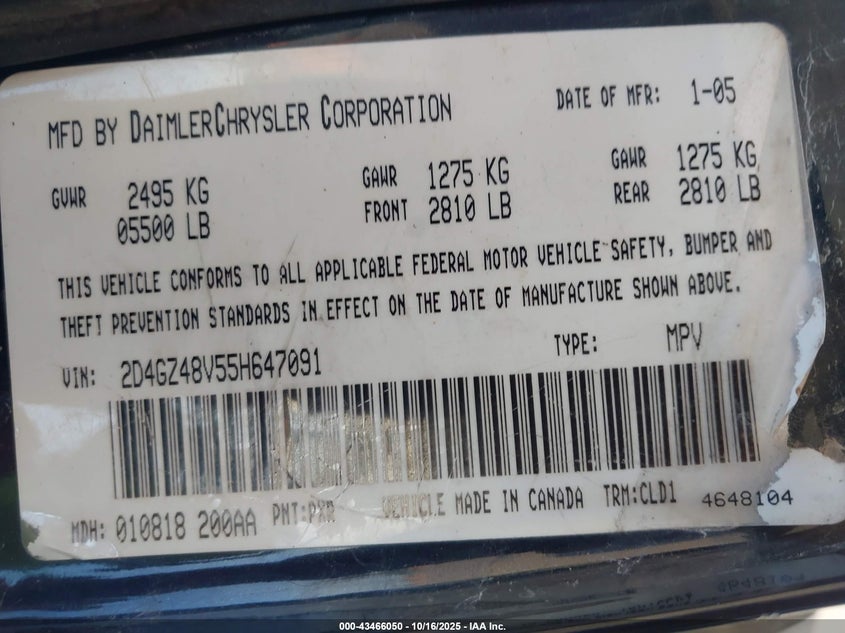 MFD BY DAIMLERCHRYSLER CORPORATION DATE OF MFR: 1-05
GVWR 2495 KG GAWR 1275 KG GAWR 1275 KG
05500 LB FRONT 2810 LB REAR 2810 LB
THIS VEHICLE CONFORMS TO ALL APPLICABLE FEDERAL MOTOR VEHICLE SAFETY, BUMPER AND
THEFT PREVENTION STANDARDS IN EFFECT ON THE DATE OF MANUFACTURE SHOWN ABOVE.
VIN: 2D4GZ48V55H647091 TYPE: MPV
MDH: 010818 200AA PNT:PXR VEHICLE MADE IN CANADA TRM:CLD1 4648104
000-43466050 - 10/16/2025 - IAA Inc.